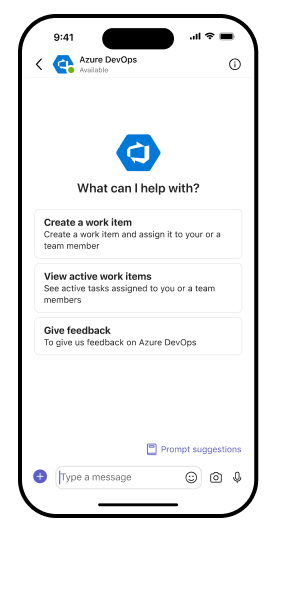 9:41
Azure DevOps
Available
What can I help with?
Create a work item
Create a work item and assign it to your or a
team member
View active work items
See active tasks assigned to you or a team
members
Give feedback
To give us feedback on Azure DevOps
Prompt suggestions
Type a message